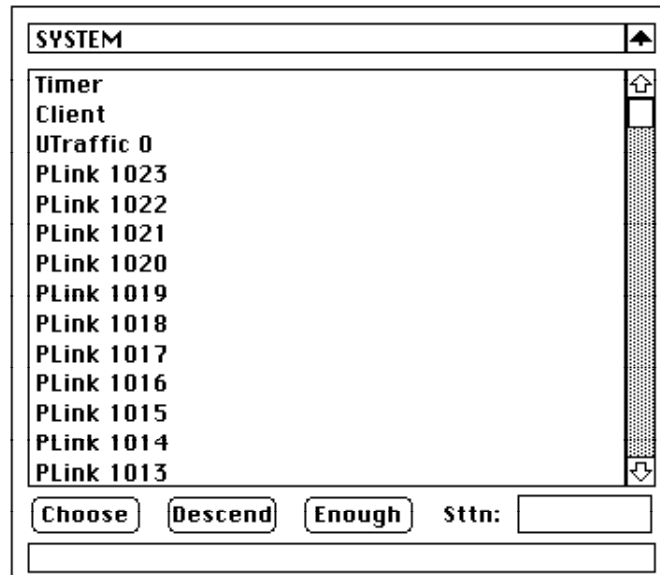 SYSTEM
Timer
Client
UTraffic 0
PLink 1023
PLink 1022
PLink 1021
PLink 1020
PLink 1019
PLink 1018
PLink 1017
PLink 1016
PLink 1015
PLink 1014
PLink 1013
Choose Descend Enough Sttn: